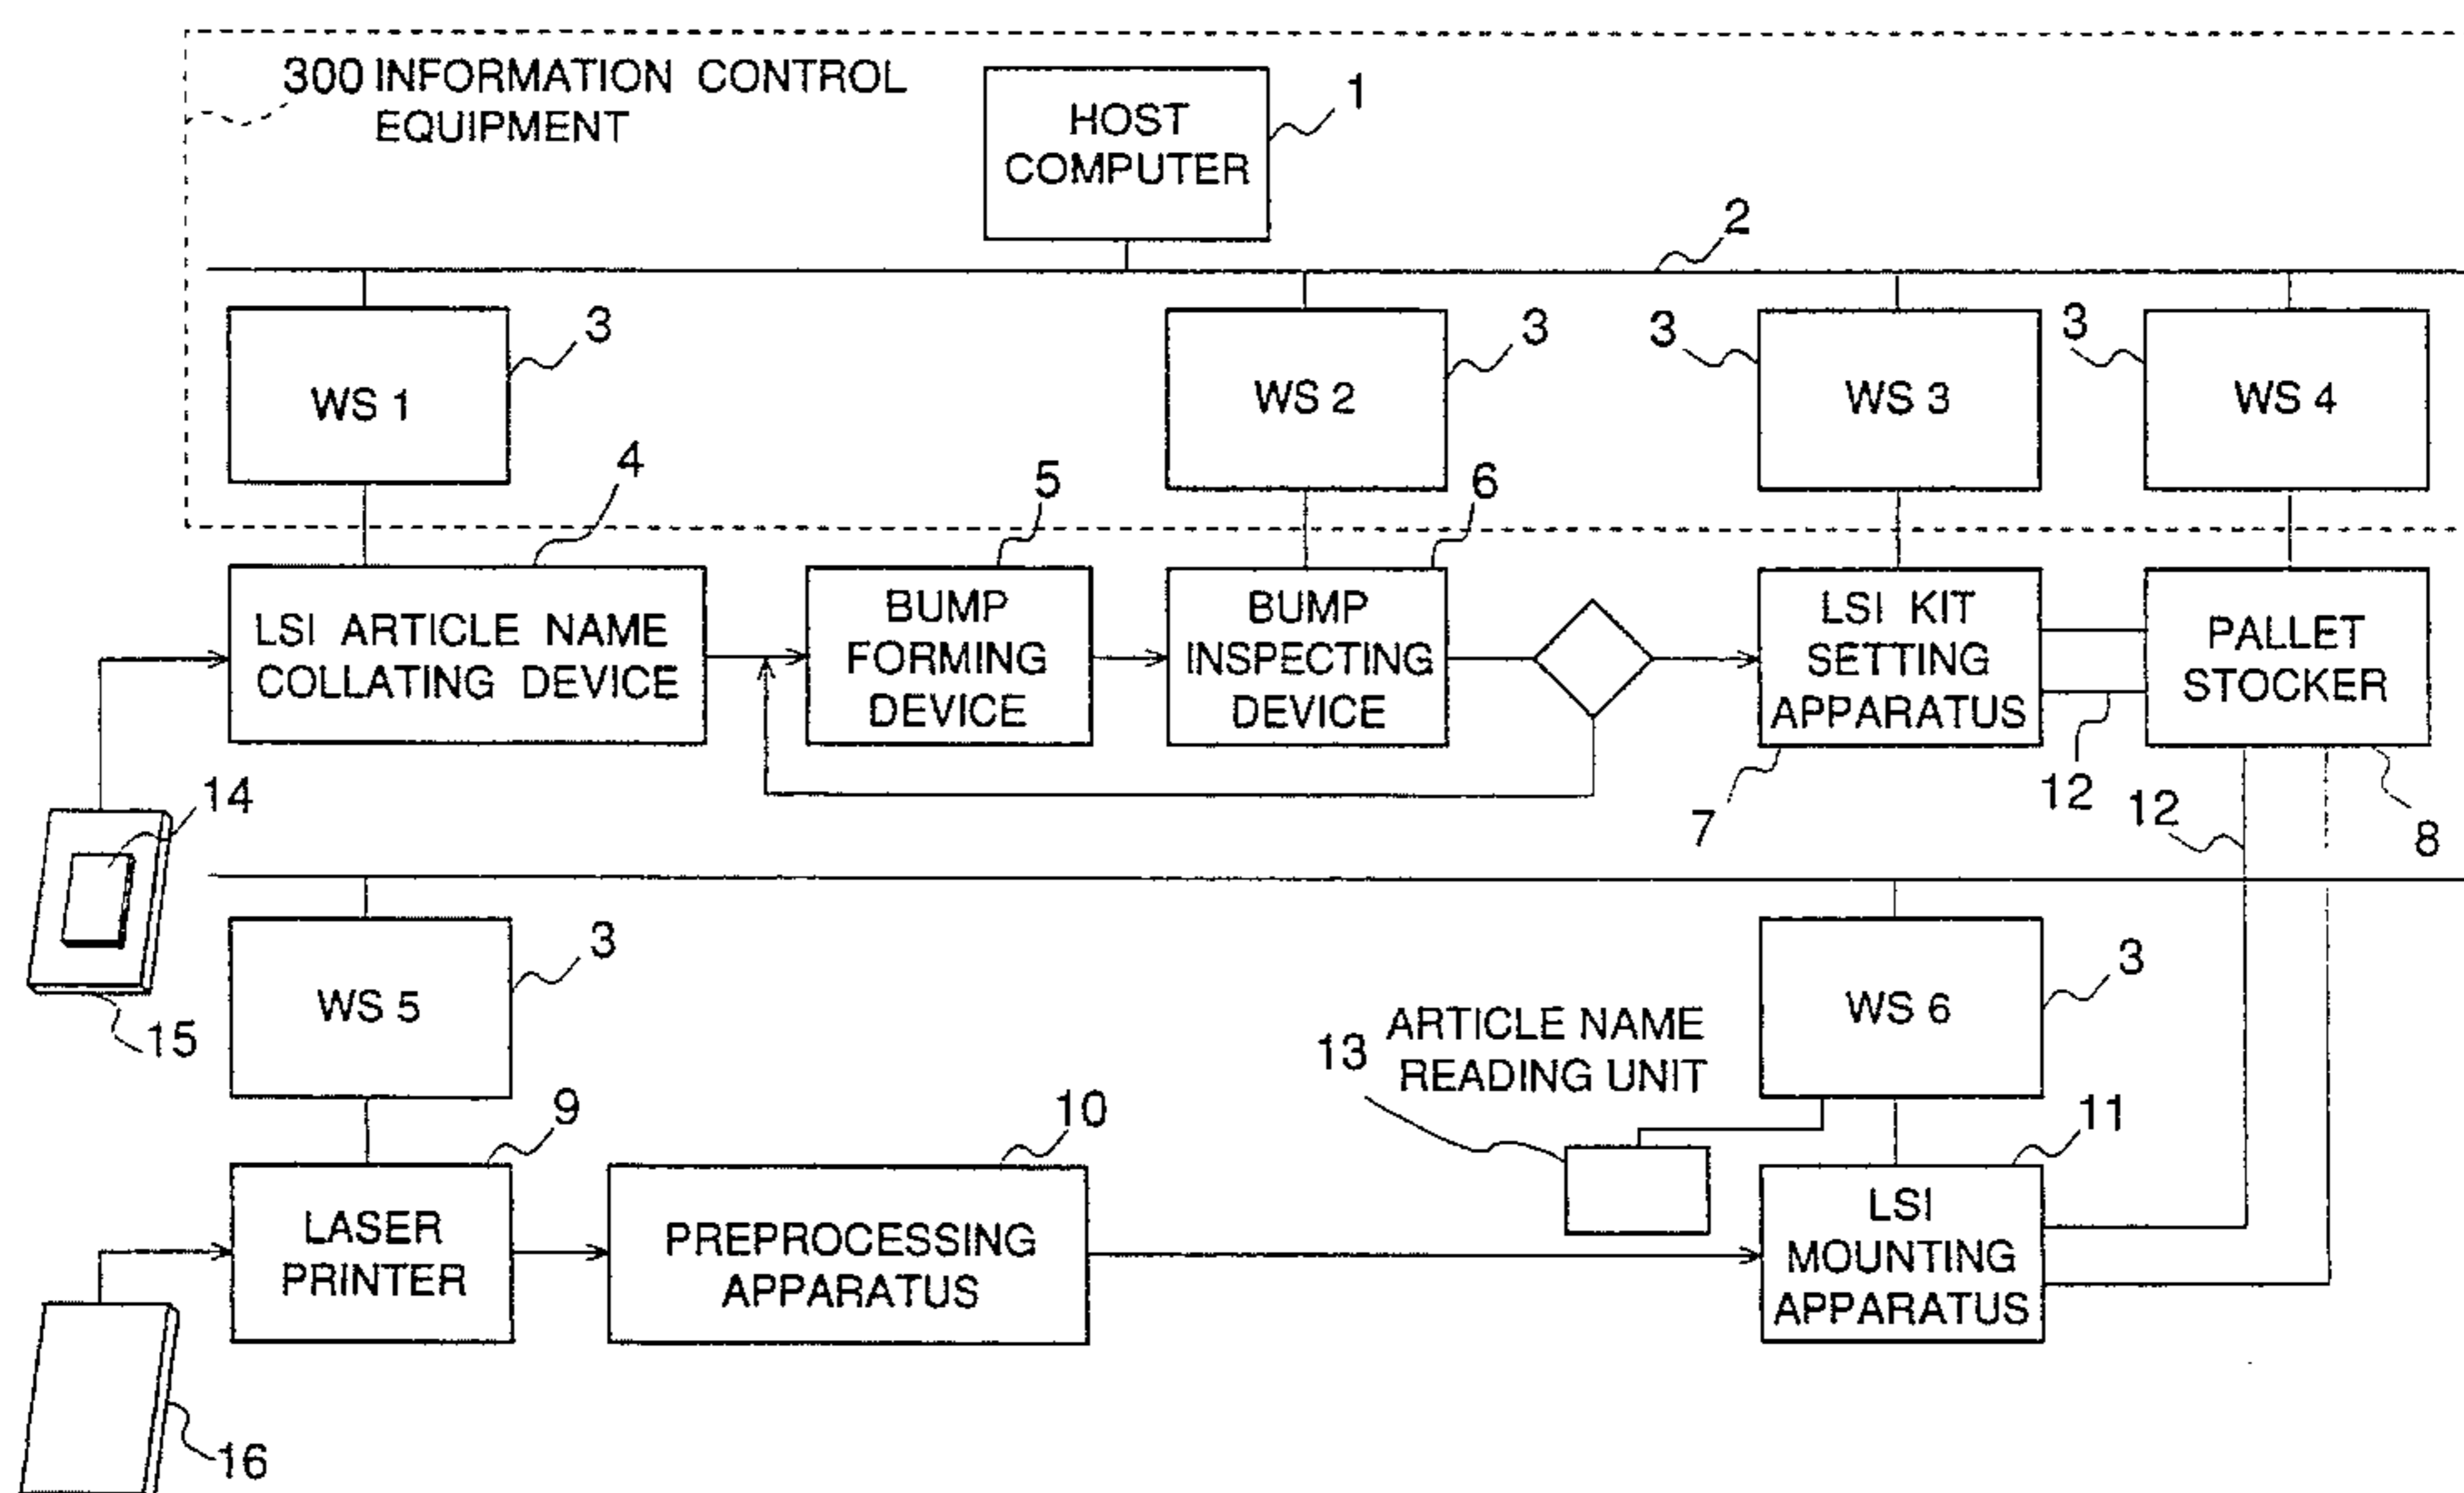 300 INFORMATION CONTROL
EQUIPMENT
HOST
COMPUTER
1
2
WS 1
3
WS 2
3
3
WS 3
3
WS 4
4
5
6
LSI ARTICLE NAME
COLLATING DEVICE
BUMP
FORMING
DEVICE
BUMP
INSPECTING
DEVICE
LSI KIT
SETTING
APPARATUS
PALLET
STOCKER
7
12
12
8
14
15
WS 5
3
WS 6
3
13
ARTICLE NAME
READING UNIT
9
10
11
LASER
PRINTER
PREPROCESSING
APPARATUS
LSI
MOUNTING
APPARATUS
16